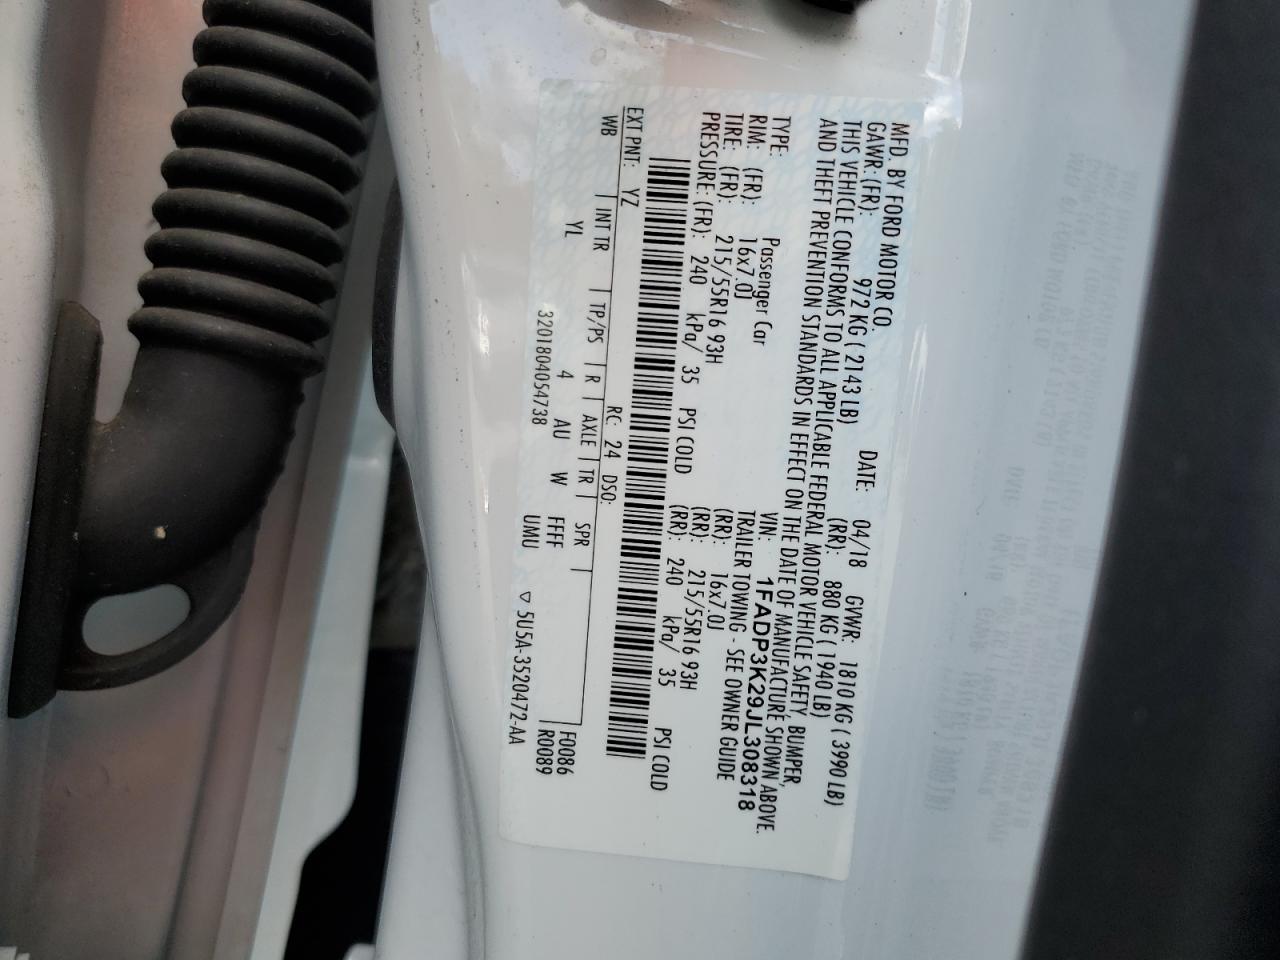 MFD. BY FORD MOTOR CO.
DATE: 04/18 GVWR: 1810 KG ( 3990 LB)
GAWR: (FR): 972 KG ( 2143 LB) (RR): 880 KG ( 1940 LB)
THIS VEHICLE CONFORMS TO ALL APPLICABLE FEDERAL MOTOR VEHICLE SAFETY, BUMPER,
AND THEFT PREVENTION STANDARDS IN EFFECT ON THE DATE OF MANUFACTURE SHOWN ABOVE.
VIN: 1FADP3K29JL308318
TYPE: Passenger Car TRAILER TOWING - SEE OWNER GUIDE
RIM: (FR): 16x7.0J (RR): 16x7.0J
TIRE: (FR): 215/55R16 93H (RR): 215/55R16 93H
PRESSURE: (FR): 240 kPa/ 35 PSI COLD (RR): 240 kPa/ 35 PSI COLD
EXT PNT: YZ RC: 24 DSO:
WB INT TR TP/PS R AXLE TR SPR
YL 4 AU W FFFF
F0086
R0089
320180405473​8 UMU ▽ 5U5A-3520472-AA